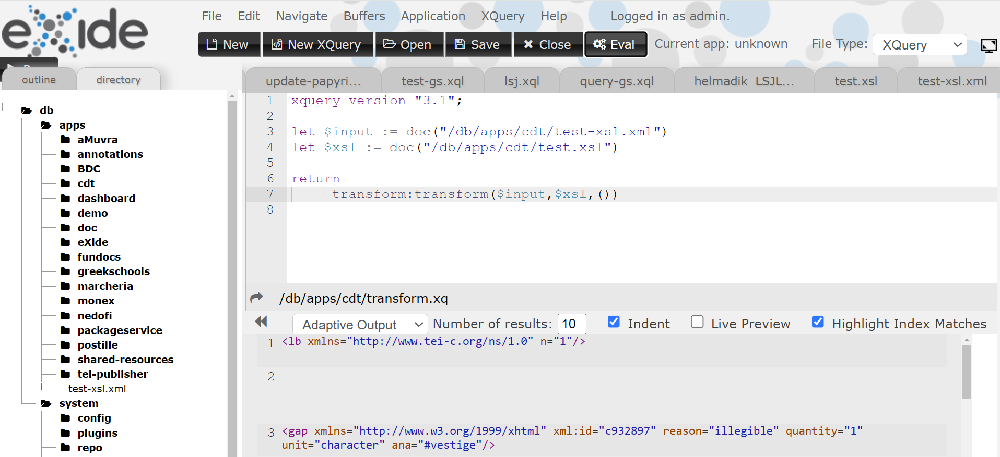 eXide
File Edit Navigate Buffers Application XQuery Help Logged in as admin.
New New XQuery Open Save Close Eval Current app: unknown File Type: XQuery
outline directory
update-papyri... test-gs.xql lsj.xql query-gs.xql helmadik_LSJL... test.xsl test-xsl.xml
db
apps
aMuvra
annotations
BDC
cdt
dashboard
demo
doc
eXide
fundocs
greekschools
marcheria
monex
nedofi
packageservice
postille
shared-resources
tei-publisher
test-xsl.xml
system
config
plugins
repo
1 xquery version "3.1";
2
3 let $input := doc("/db/apps/cdt/test-xsl.xml")
4 let $xsl := doc("/db/apps/cdt/test.xsl")
5
6 return
7 transform:transform($input,$xsl,())
8
/db/apps/cdt/transform.xq
Adaptive Output Number of results: 10 Indent Live Preview Highlight Index Matches
1 <lb xmlns="http://www.tei-c.org/ns/1.0" n="1"/>
2
3 <gap xmlns="http://www.w3.org/1999/xhtml" xml:id="c932897" reason="illegible" quantity="1"
unit="character" ana="#vestige"/>